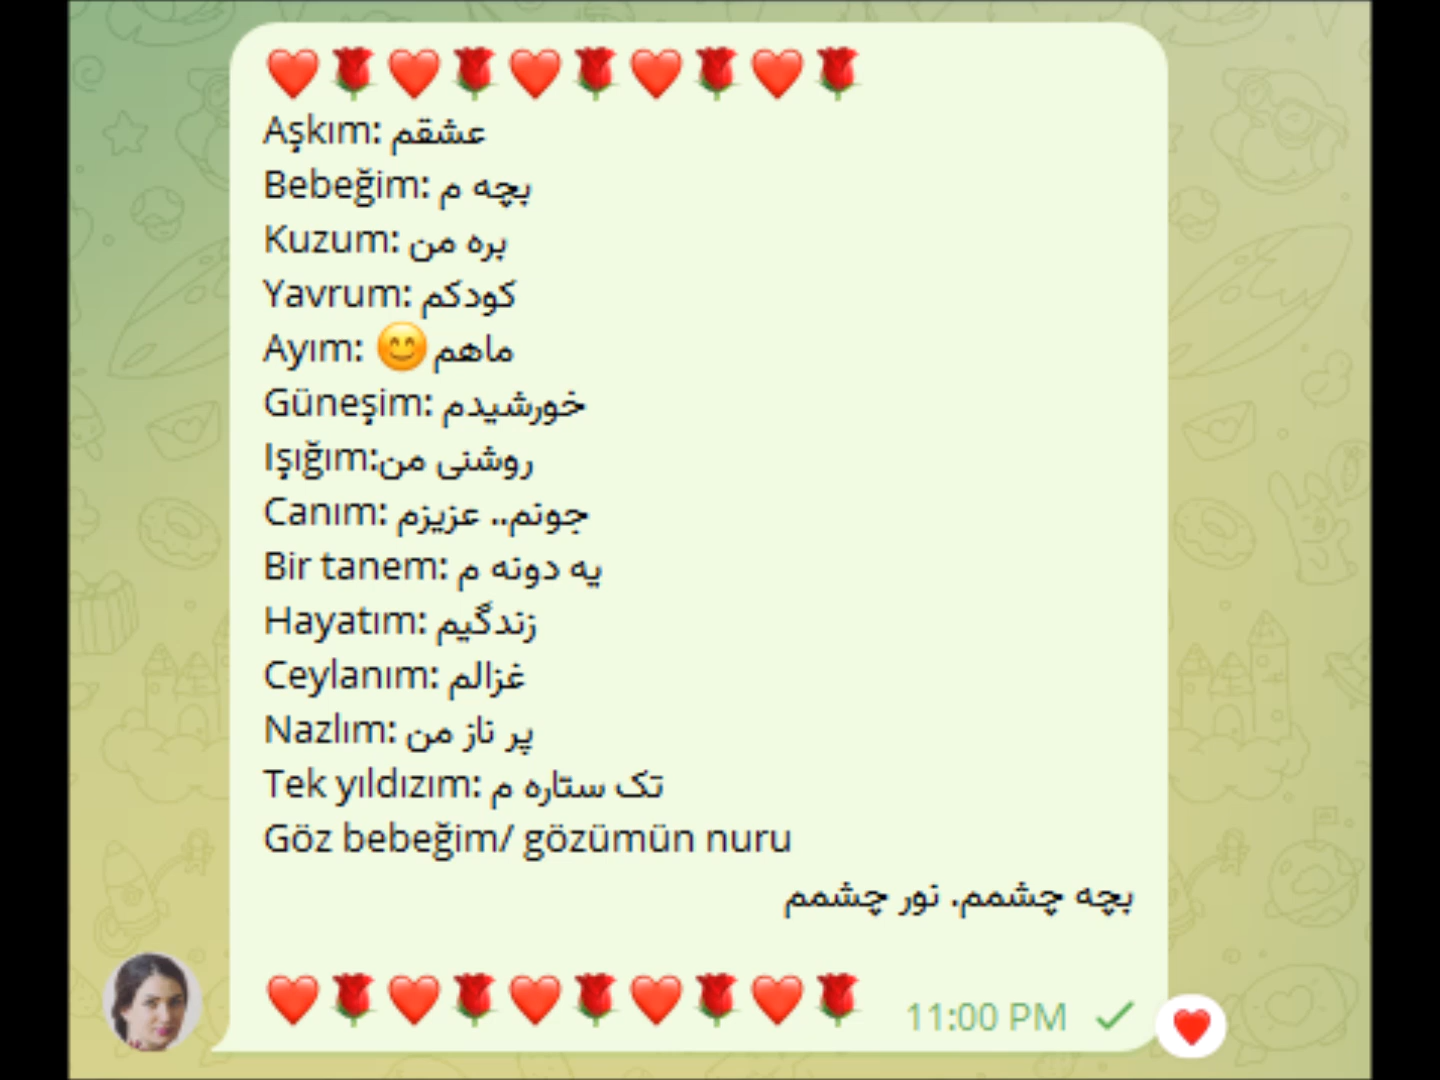 ❤️🌹❤️🌹❤️🌹❤️🌹❤️🌹
Aşkım: عشقم
Bebeğim: بچه م
Kuzum: بره من
Yavrum: کودکم
Ayım: 😊ماهم
Güneşim: خورشیدم
Işığım:روشنی من
Canım: جونم.. عزیزم
Bir tanem: یه دونه م
Hayatım: زندگیم
Ceylanım: غزالم
Nazlım: پر ناز من
Tek yıldızım: تک ستاره م
Göz bebeğim/ gözümün nuru
بچه چشمم. نور چشمم
❤️🌹❤️🌹❤️🌹❤️🌹❤️🌹
11:00 PM